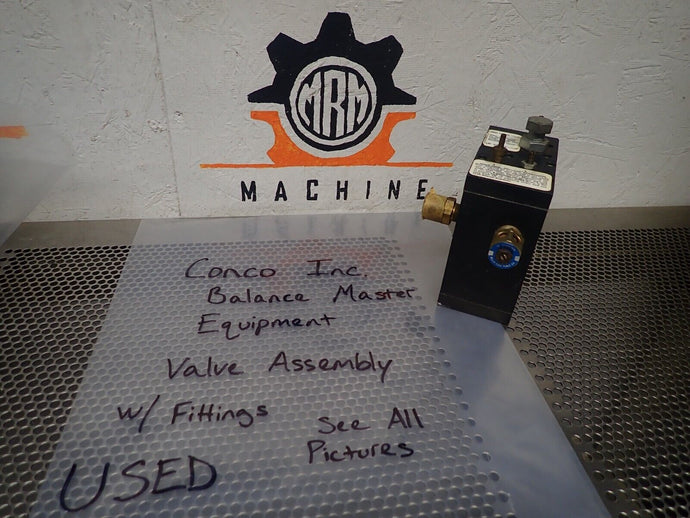 MRM
MACHINE
Conco Inc.
Balance Master
Equipment
Valve Assembly
w/ Fittings
See All
Pictures
USED